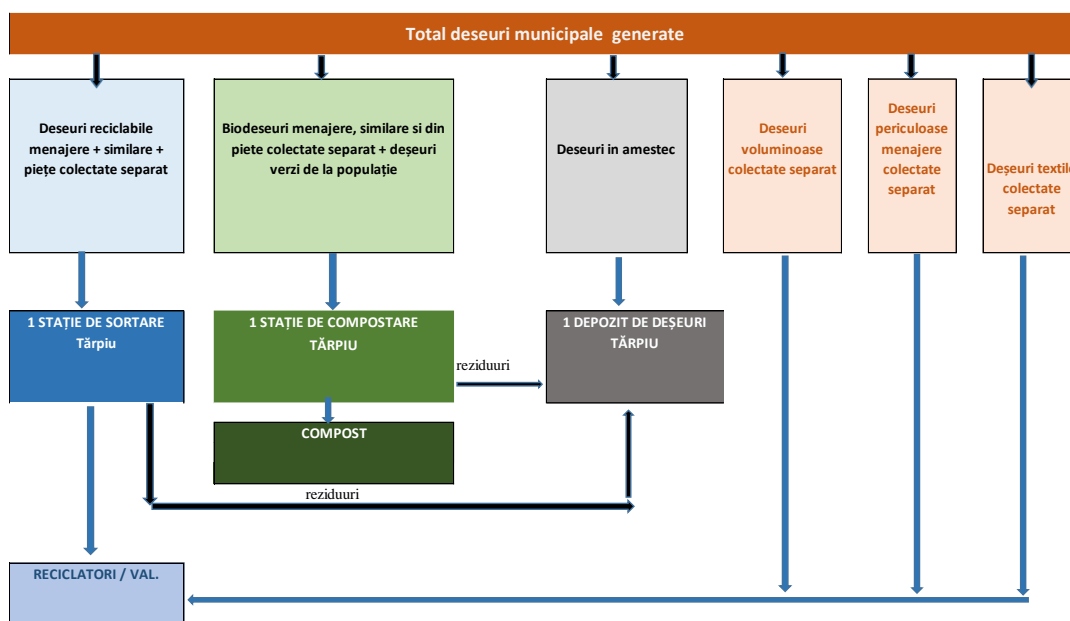 Total deseuri municipale generate
Deseuri reciclabile
menajere + similare +
piețe colectate separat
Biodeseuri menajere, similare si din
piete colectate separat + deșeuri
verzi de la populație
Deseuri in amestec
Deseuri
voluminoase
colectate separat
Deseuri
periculoase
menajere
colectate
separat
Deșeuri textile
colectate
separat
1 STAȚIE DE SORTARE
Tărpiu
1 STAȚIE DE COMPOSTARE
TĂRPIU
1 DEPOZIT DE DEȘEURI
TĂRPIU
reziduuri
COMPOST
reziduuri
RECICLATORI / VAL.